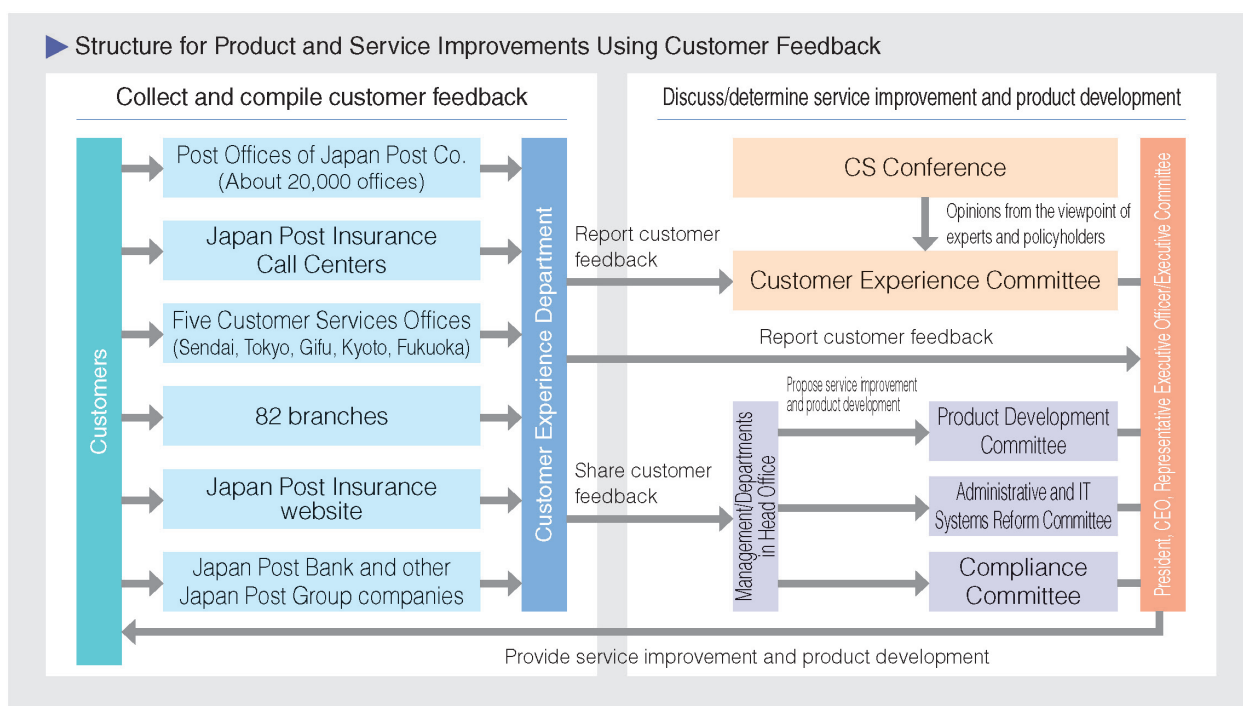 Structure for Product and Service Improvements Using Customer Feedback
Collect and compile customer feedback
Customers
Post Offices of Japan Post Co.
(About 20,000 offices)
Japan Post Insurance
Call Centers
Five Customer Services Offices
(Sendai, Tokyo, Gifu, Kyoto, Fukuoka)
82 branches
Japan Post Insurance
website
Japan Post Bank and other
Japan Post Group companies
Customer Experience Department
Report customer
feedback
Share customer
feedback
Discuss/determine service improvement and product development
CS Conference
Opinions from the viewpoint of
experts and policyholders
Customer Experience Committee
Report customer feedback
Management/Departments
in Head Office
Propose service improvement
and product development
Product Development
Committee
Administrative and IT
Systems Reform Committee
Compliance
Committee
President, CEO, Representative Executive Officer/Executive Committee
Provide service improvement and product development